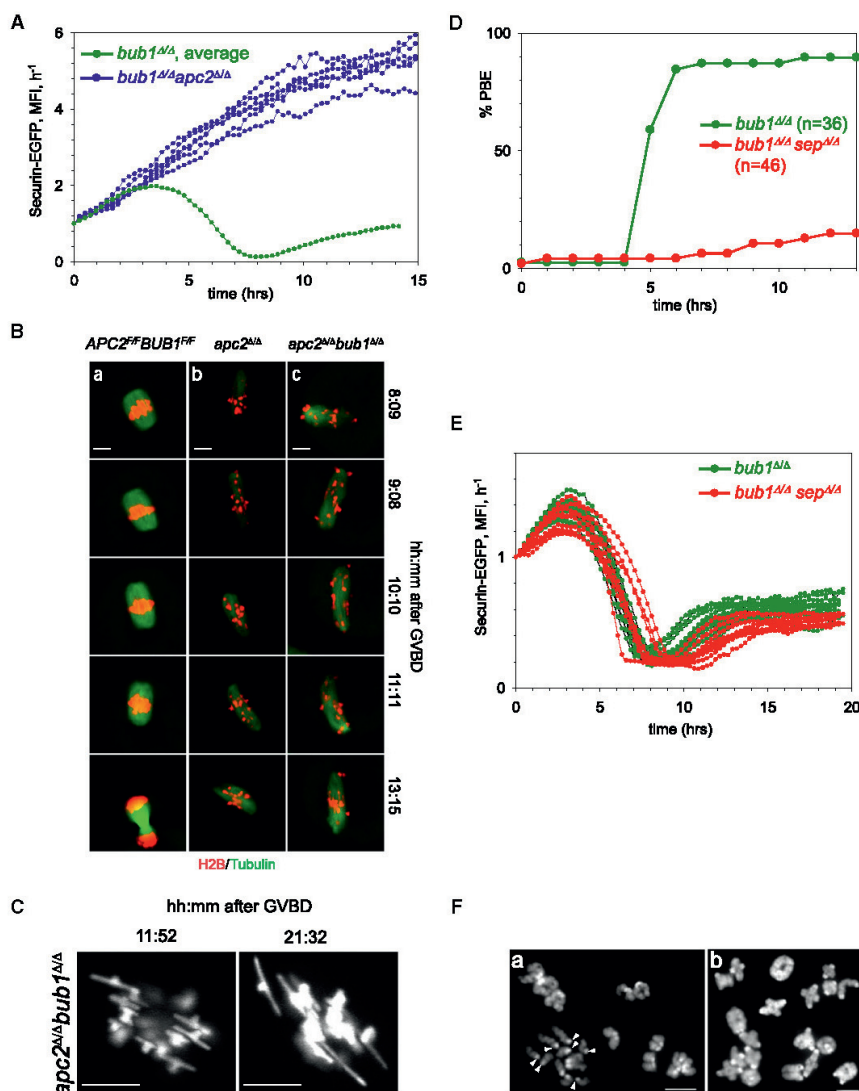 A
Securin-EGFP, MFI, h⁻¹
6
4
2
0
bub1Δ/Δ, average
bub1Δ/Δapc2Δ/Δ
0 5 10 15
time (hrs)
B
APC2F/FBUB1F/F apc2Δ/Δ apc2Δ/Δbub1Δ/Δ
a b c
8:09
9:08
10:10
11:11
13:15
hh:mm after GVBD
H2B/Tubulin
C
hh:mm after GVBD
11:52 21:32
apc2Δ/Δbub1Δ/Δ
D
% PBE
100
0
bub1Δ/Δ (n=36)
bub1Δ/Δ sepΔ/Δ
(n=46)
0 5 10
time (hrs)
E
Securin-EGFP, MFI, h⁻¹
1
0
bub1Δ/Δ
bub1Δ/Δ sepΔ/Δ
0 5 10 15 20
time (hrs)
F
a b